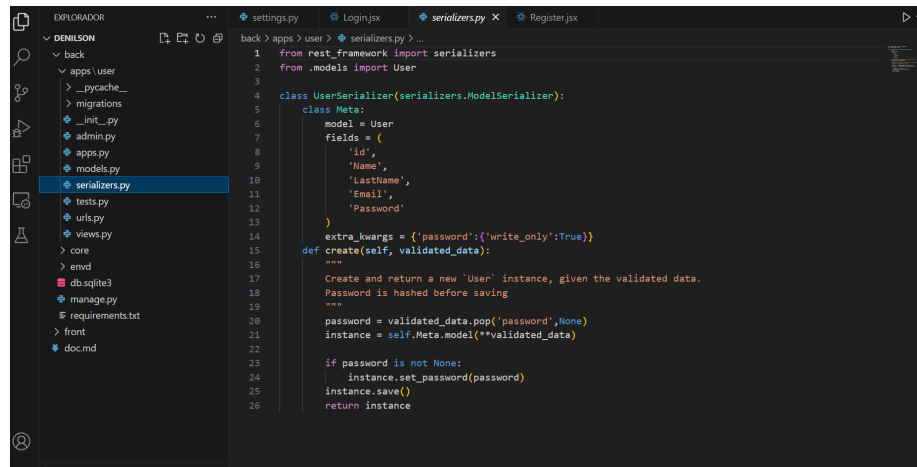 EXPLORADOR ···
DENILSON
back
apps\user
__pycache__
migrations
__init__.py
admin.py
apps.py
models.py
serializers.py
tests.py
urls.py
views.py
core
envd
db.sqlite3
manage.py
requirements.txt
front
doc.md
settings.py Login.jsx serializers.py Register.jsx
back > apps > user > serializers.py > ...
1 from rest_framework import serializers
2 from .models import User
3
4 class UserSerializer(serializers.ModelSerializer):
5     class Meta:
6         model = User
7         fields = (
8             'id',
9             'Name',
10             'LastName',
11             'Email',
12             'Password'
13         )
14         extra_kwargs = {'password':{'write_only':True}}
15     def create(self, validated_data):
16         """
17         Create and return a new `User` instance, given the validated data.
18         Password is hashed before saving
19         """
20         password = validated_data.pop('password',None)
21         instance = self.Meta.model(**validated_data)
22
23         if password is not None:
24             instance.set_password(password)
25         instance.save()
26         return instance